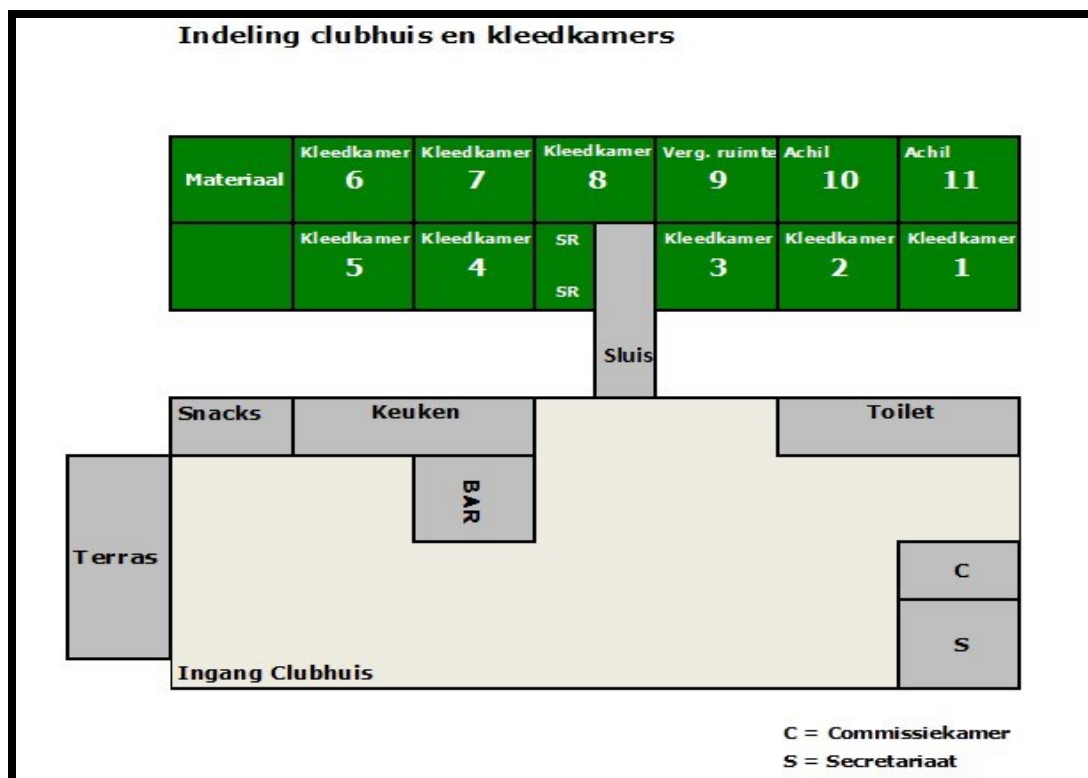 Indeling clubhuis en kleedkamers
Kleedkamer Kleedkamer Kleedkamer Verg. ruimte Achil Achil
Materiaal 6 7 8 9 10 11
Kleedkamer Kleedkamer SR Kleedkamer Kleedkamer Kleedkamer
5 4 3 2 1
SR
Sluis
Snacks Keuken Toilet
BAR
Terras
C
S
Ingang Clubhuis
C = Commissiekamer
S = Secretariaat